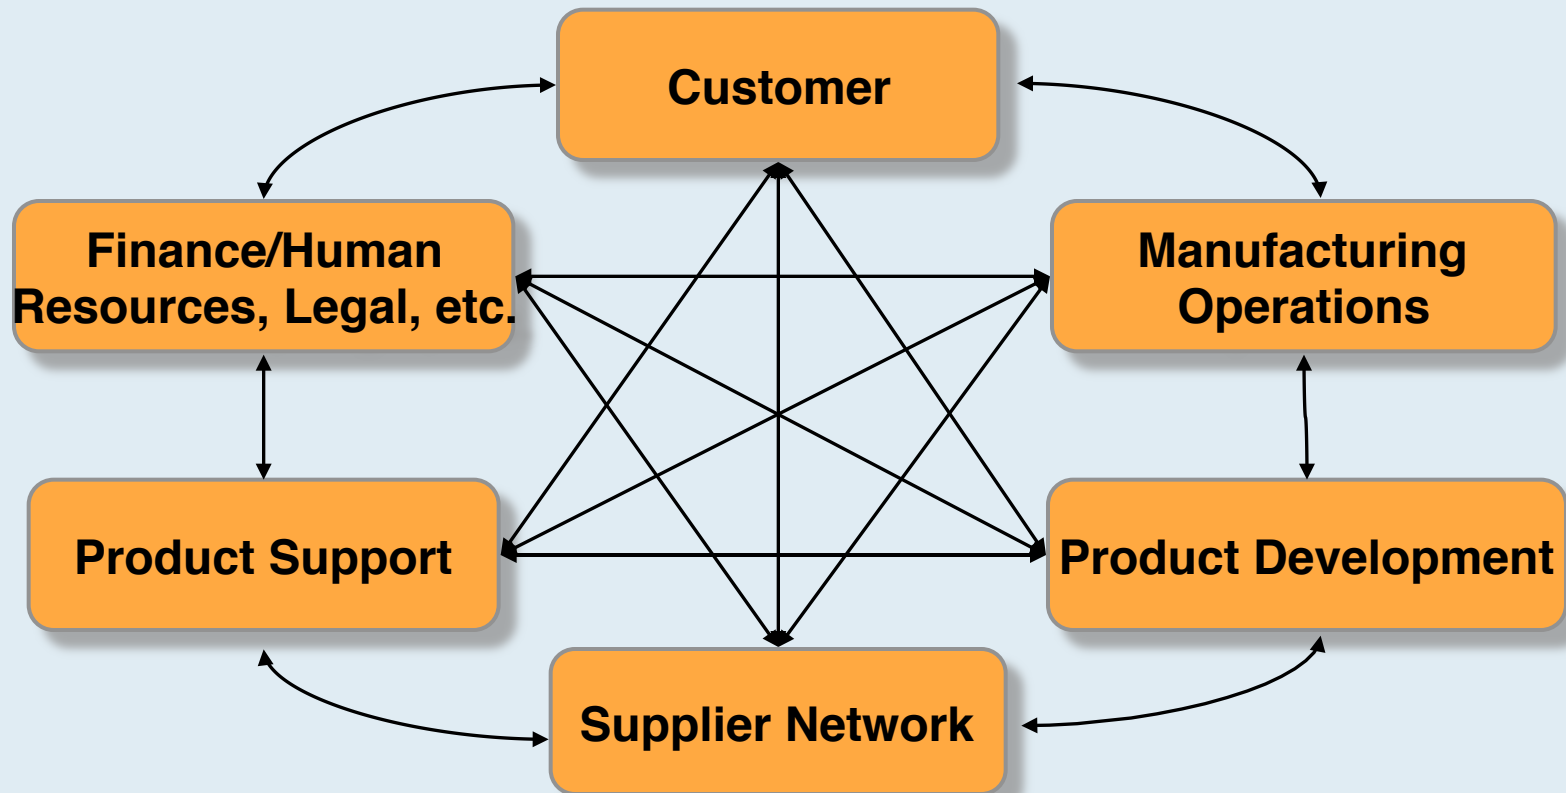 Customer
Finance/Human
Resources, Legal, etc.
Manufacturing
Operations
Product Support
Product Development
Supplier Network